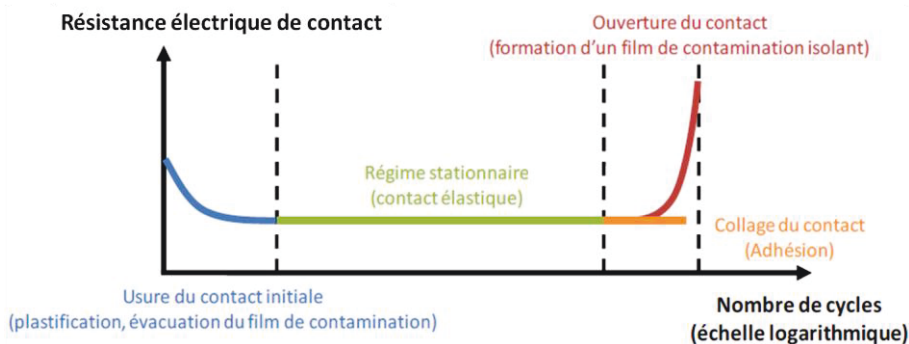 Résistance électrique de contact
Ouverture du contact
(formation d'un film de contamination isolant)
Régime stationnaire
(contact élastique)
Collage du contact
(Adhésion)
Usure du contact initiale
(plastification, évacuation du film de contamination)
Nombre de cycles
(échelle logarithmique)